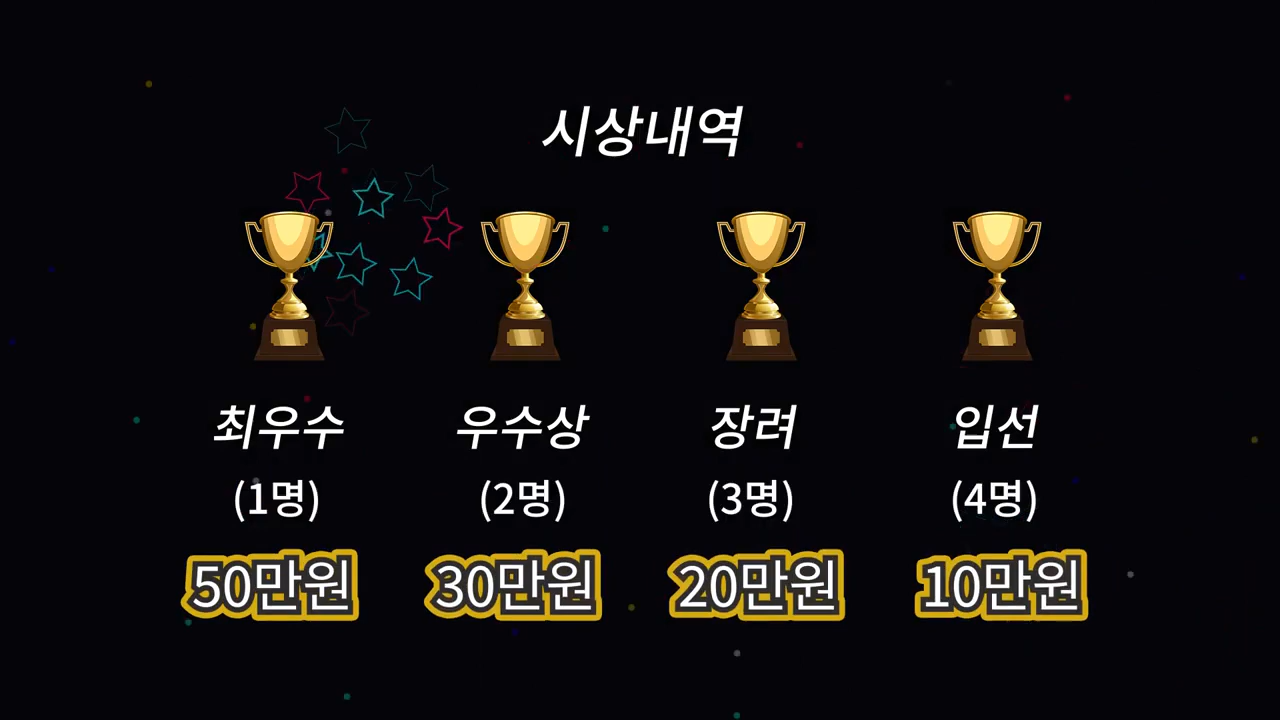 시상내역
최우수 우수상 장려 입선
(1명) (2명) (3명) (4명)
50만원 30만원 20만원 10만원